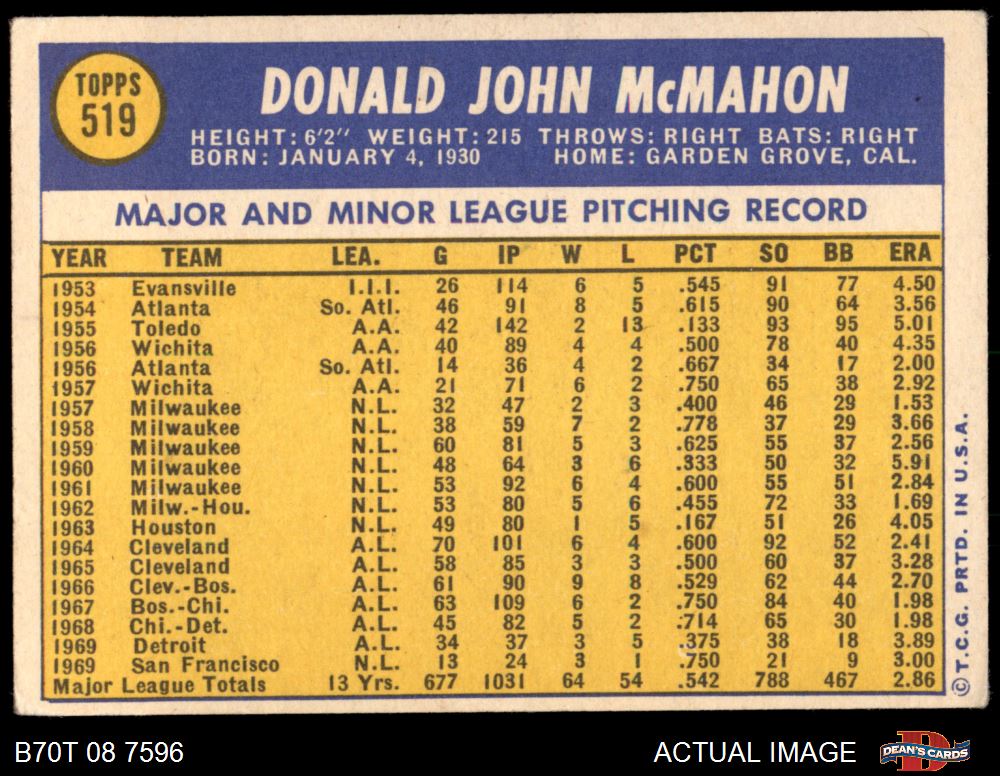 TOPPS
519
DONALD JOHN McMAHON
HEIGHT: 6'2" WEIGHT: 215 THROWS: RIGHT BATS: RIGHT
BORN: JANUARY 4, 1930 HOME: GARDEN GROVE, CAL.
MAJOR AND MINOR LEAGUE PITCHING RECORD
YEAR TEAM LEA. G IP W L PCT SO BB ERA
1953 Evansville I.I.I. 26 114 6 5 .545 91 77 4.50
1954 Atlanta So. Atl. 46 91 8 5 .615 90 64 3.56
1955 Toledo A.A. 42 142 2 13 .133 93 95 5.01
1956 Wichita A.A. 40 89 4 4 .500 78 40 4.35
1956 Atlanta So. Atl. 14 36 4 2 .667 34 17 2.00
1957 Wichita A.A. 21 71 6 2 .750 65 38 2.92
1957 Milwaukee N.L. 32 47 2 3 .400 46 29 1.53
1958 Milwaukee N.L. 38 59 7 2 .778 37 29 3.66
1959 Milwaukee N.L. 60 81 5 3 .625 55 37 2.56
1960 Milwaukee N.L. 48 64 3 6 .333 50 32 5.91
1961 Milwaukee N.L. 53 92 6 4 .600 55 51 2.84
1962 Milw.-Hou. N.L. 53 80 5 6 .455 72 33 1.69
1963 Houston N.L. 49 80 1 5 .167 51 26 4.05
1964 Cleveland A.L. 70 101 6 4 .600 92 52 2.41
1965 Cleveland A.L. 58 85 3 3 .500 60 37 3.28
1966 Clev.-Bos. A.L. 61 90 9 8 .529 62 44 2.70
1967 Bos.-Chi. A.L. 63 109 6 2 .750 84 40 1.98
1968 Chi.-Det. A.L. 45 82 5 2 .714 65 30 1.98
1969 Detroit A.L. 34 37 3 5 .375 38 18 3.89
1969 San Francisco N.L. 13 24 3 1 .750 21 9 3.00
Major League Totals 13 Yrs. 677 1031 64 54 .542 788 467 2.86
© T.C.G. PRTD. IN U.S.A.
B70T 08 7596 ACTUAL IMAGE
DEAN'S CARDS